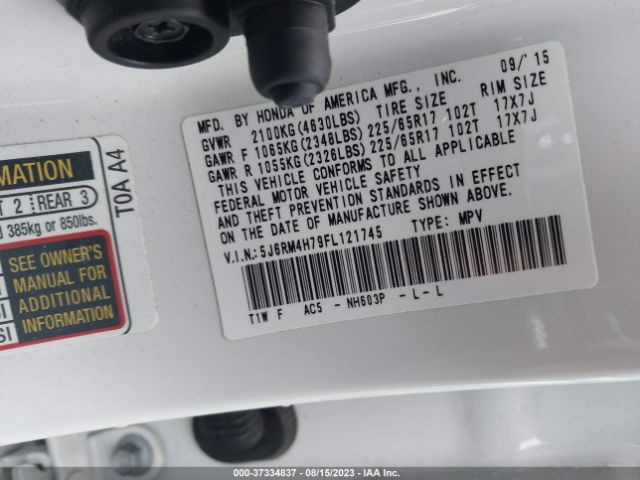 MFD. BY HONDA OF AMERICA MFG., INC. 09/'15
GVWR 2100KG(4630LBS) TIRE SIZE RIM SIZE
GAWR F 1065KG(2348LBS) 225/65R17 102T 17X7J
GAWR R 1055KG(2326LBS) 225/65R17 102T 17X7J
THIS VEHICLE CONFORMS TO ALL APPLICABLE
FEDERAL MOTOR VEHICLE SAFETY
AND THEFT PREVENTION STANDARDS IN EFFECT
ON THE DATE OF MANUFACTURE SHOWN ABOVE.
V.I.N.:5J6RM4H79FL121745 TYPE: MPV
T1W F AC5 - NH603P - L - L
MATION
T 2 REAR 3
385kg or 850lbs.
SEE OWNER'S
MANUAL FOR
ADDITIONAL
INFORMATION
SI
T0A A4
000-37334837 - 08/15/2023 - IAA Inc.